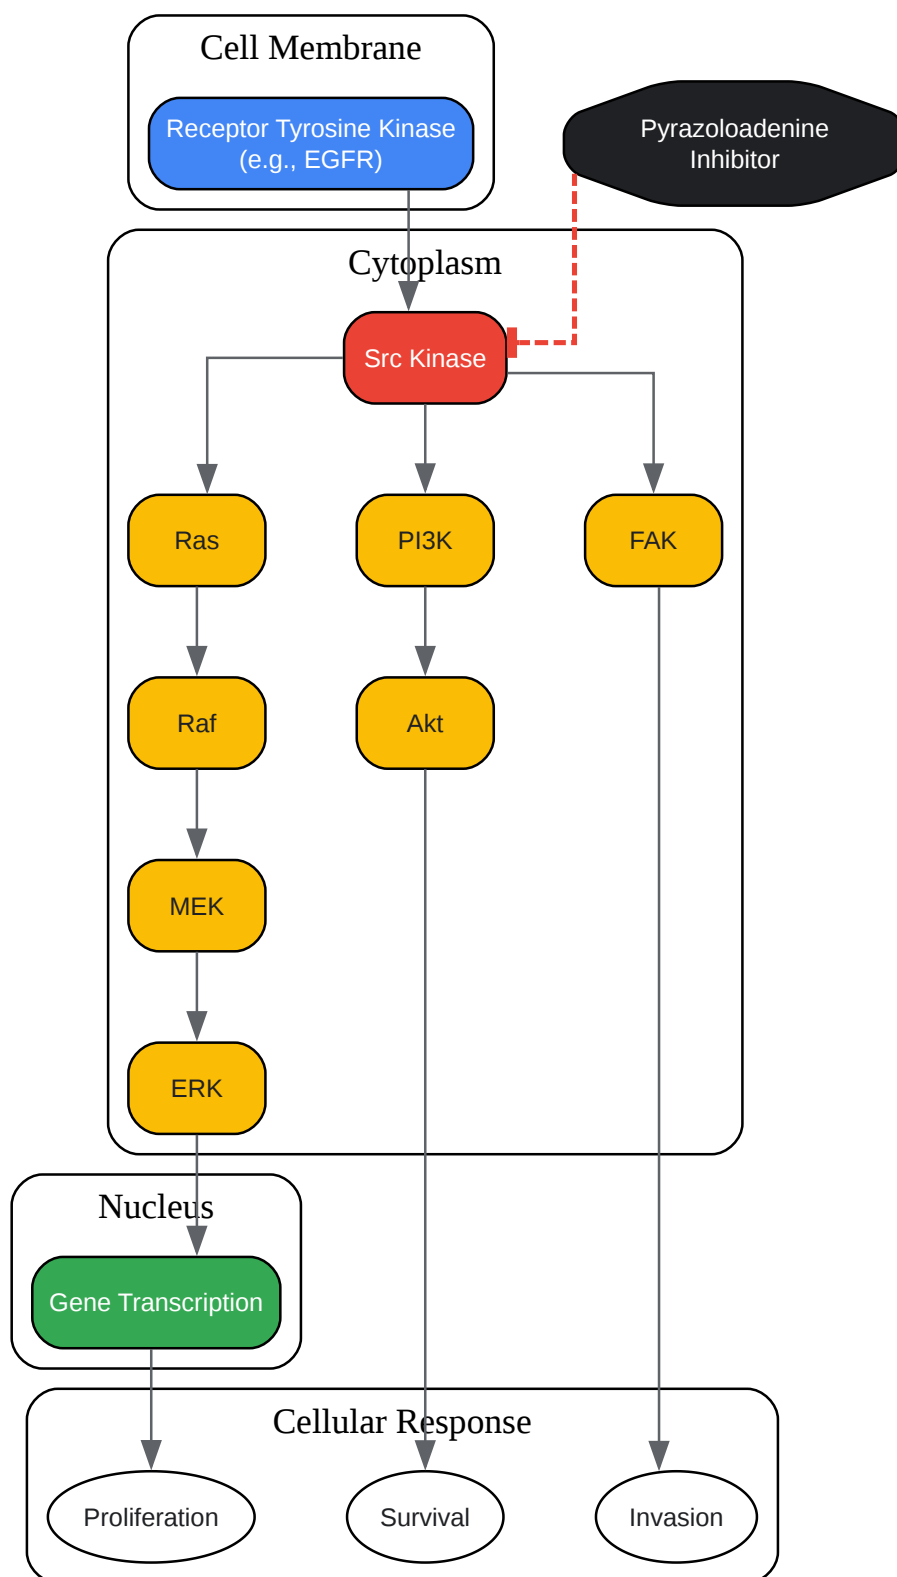 Cell Membrane
Receptor Tyrosine Kinase
(e.g., EGFR)
Pyrazoloadenine
Inhibitor
Cytoplasm
Src Kinase
Ras
PI3K
FAK
Raf
Akt
MEK
ERK
Nucleus
Gene Transcription
Cellular Response
Proliferation
Survival
Invasion